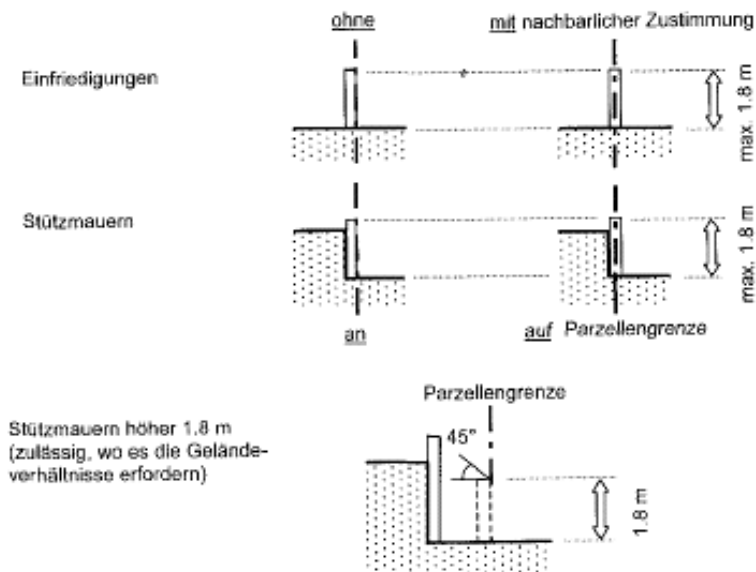 ohne
mit nachbarlicher Zustimmung
Einfriedigungen
max. 1.8 m
Stützmauern
max. 1.8 m
an
auf Parzellengrenze
Parzellengrenze
Stützmauern höher 1.8 m
(zulässig, wo es die Gelände-
verhältnisse erfordern)
45°
1.8 m